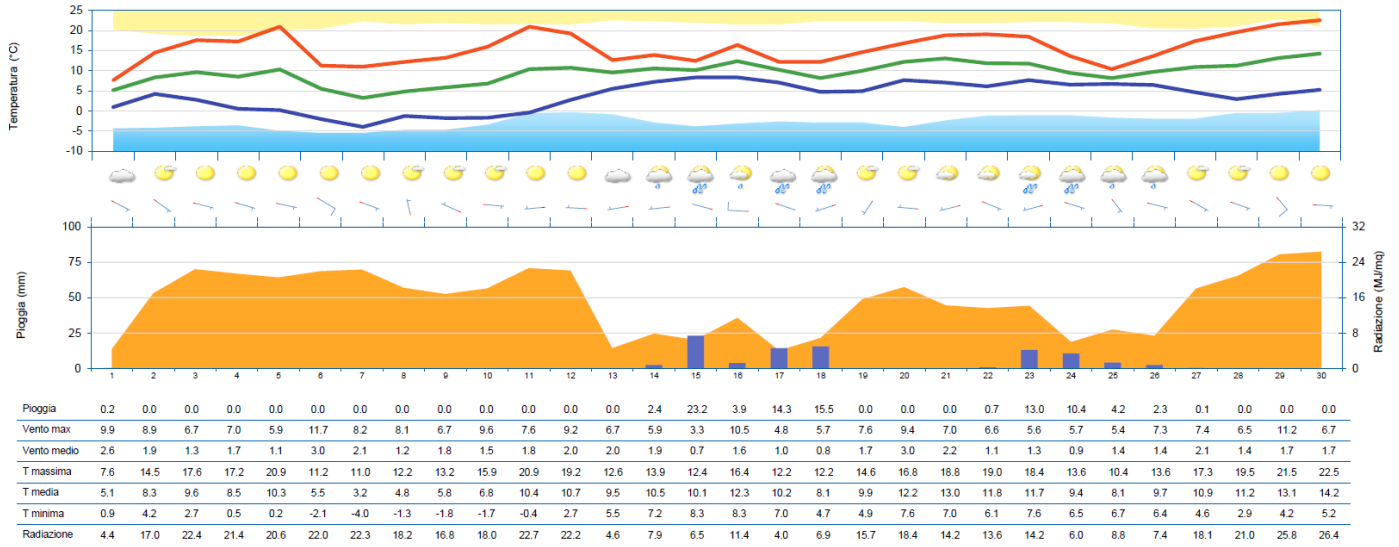 Temperatura (°C)
25
20
15
10
5
0
-5
-10
Pioggia (mm)
100
75
50
25
0
32
24
16
8
0
Radiazione (MJ/mq)
1 2 3 4 5 6 7 8 9 10 11 12 13 14 15 16 17 18 19 20 21 22 23 24 25 26 27 28 29 30
Pioggia 0.2 0.0 0.0 0.0 0.0 0.0 0.0 0.0 0.0 0.0 0.0 0.0 0.0 2.4 23.2 3.9 14.3 15.5 0.0 0.0 0.0 0.7 13.0 10.4 4.2 2.3 0.1 0.0 0.0 0.0
Vento max 9.9 8.9 6.7 7.0 5.9 11.7 8.2 8.1 6.7 9.6 7.6 9.2 6.7 5.9 3.3 10.5 4.8 5.7 7.6 9.4 7.0 6.6 5.6 5.7 5.4 7.3 7.4 6.5 11.2 6.7
Vento medio 2.6 1.9 1.3 1.7 1.1 3.0 2.1 1.2 1.8 1.5 1.8 2.0 2.0 1.9 0.7 1.6 1.0 0.8 1.7 3.0 2.2 1.1 1.3 0.9 1.4 1.4 2.1 1.4 1.7 1.7
T massima 7.6 14.5 17.6 17.2 20.9 11.2 11.0 12.2 13.2 15.9 20.9 19.2 12.6 13.9 12.4 16.4 12.2 12.2 14.6 16.8 18.8 19.0 18.4 13.6 10.4 13.6 17.3 19.5 21.5 22.5
T media 5.1 8.3 9.6 8.5 10.3 5.5 3.2 4.8 5.8 6.8 10.4 10.7 9.5 10.5 10.1 12.3 10.2 8.1 9.9 12.2 13.0 11.8 11.7 9.4 8.1 9.7 10.9 11.2 13.1 14.2
T minima 0.9 4.2 2.7 0.5 0.2 -2.1 -4.0 -1.3 -1.8 -1.7 -0.4 2.7 5.5 7.2 8.3 8.3 7.0 4.7 4.9 7.6 7.0 6.1 7.6 6.5 6.7 6.4 4.6 2.9 4.2 5.2
Radiazione 4.4 17.0 22.4 21.4 20.6 22.0 22.3 18.2 16.8 18.0 22.7 22.2 4.6 7.9 6.5 11.4 4.0 6.9 15.7 18.4 14.2 13.6 14.2 6.0 8.8 7.4 18.1 21.0 25.8 26.4